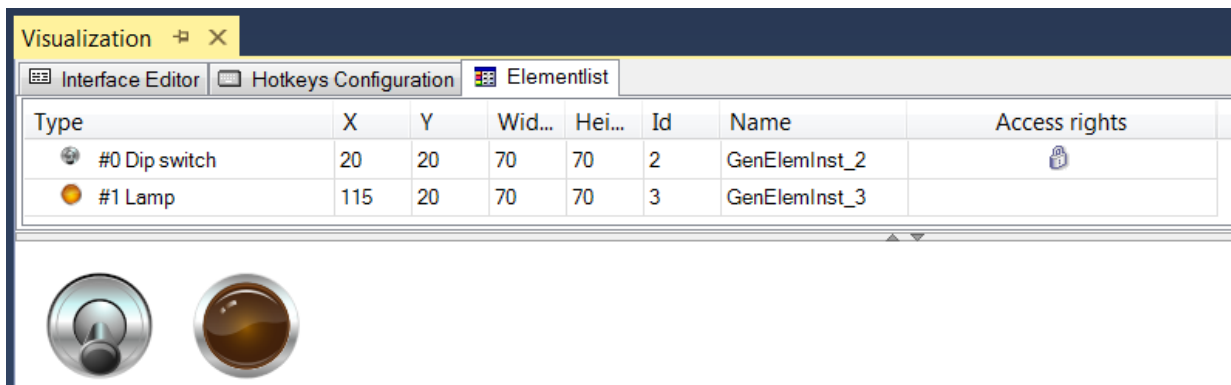 Visualization
Interface Editor Hotkeys Configuration Elementlist
Type X Y Wid... Hei... Id Name Access rights
#0 Dip switch 20 20 70 70 2 GenElemInst_2
#1 Lamp 115 20 70 70 3 GenElemInst_3